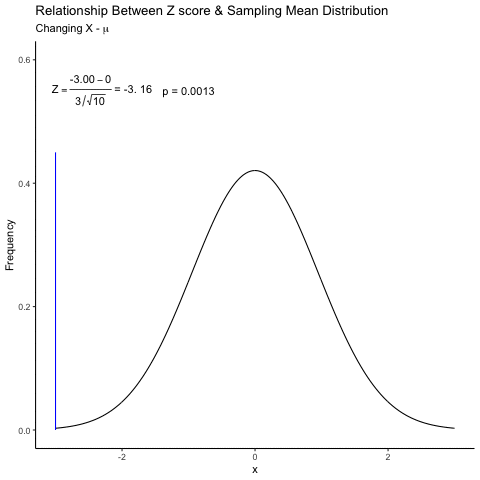 Relationship Between Z score & Sampling Mean Distribution
Changing X - μ
Z = -3.00 − 0 / 3/√10 = -3. 16 p = 0.0013
Frequency
0.6
0.4
0.2
0.0
-2 0 2
x